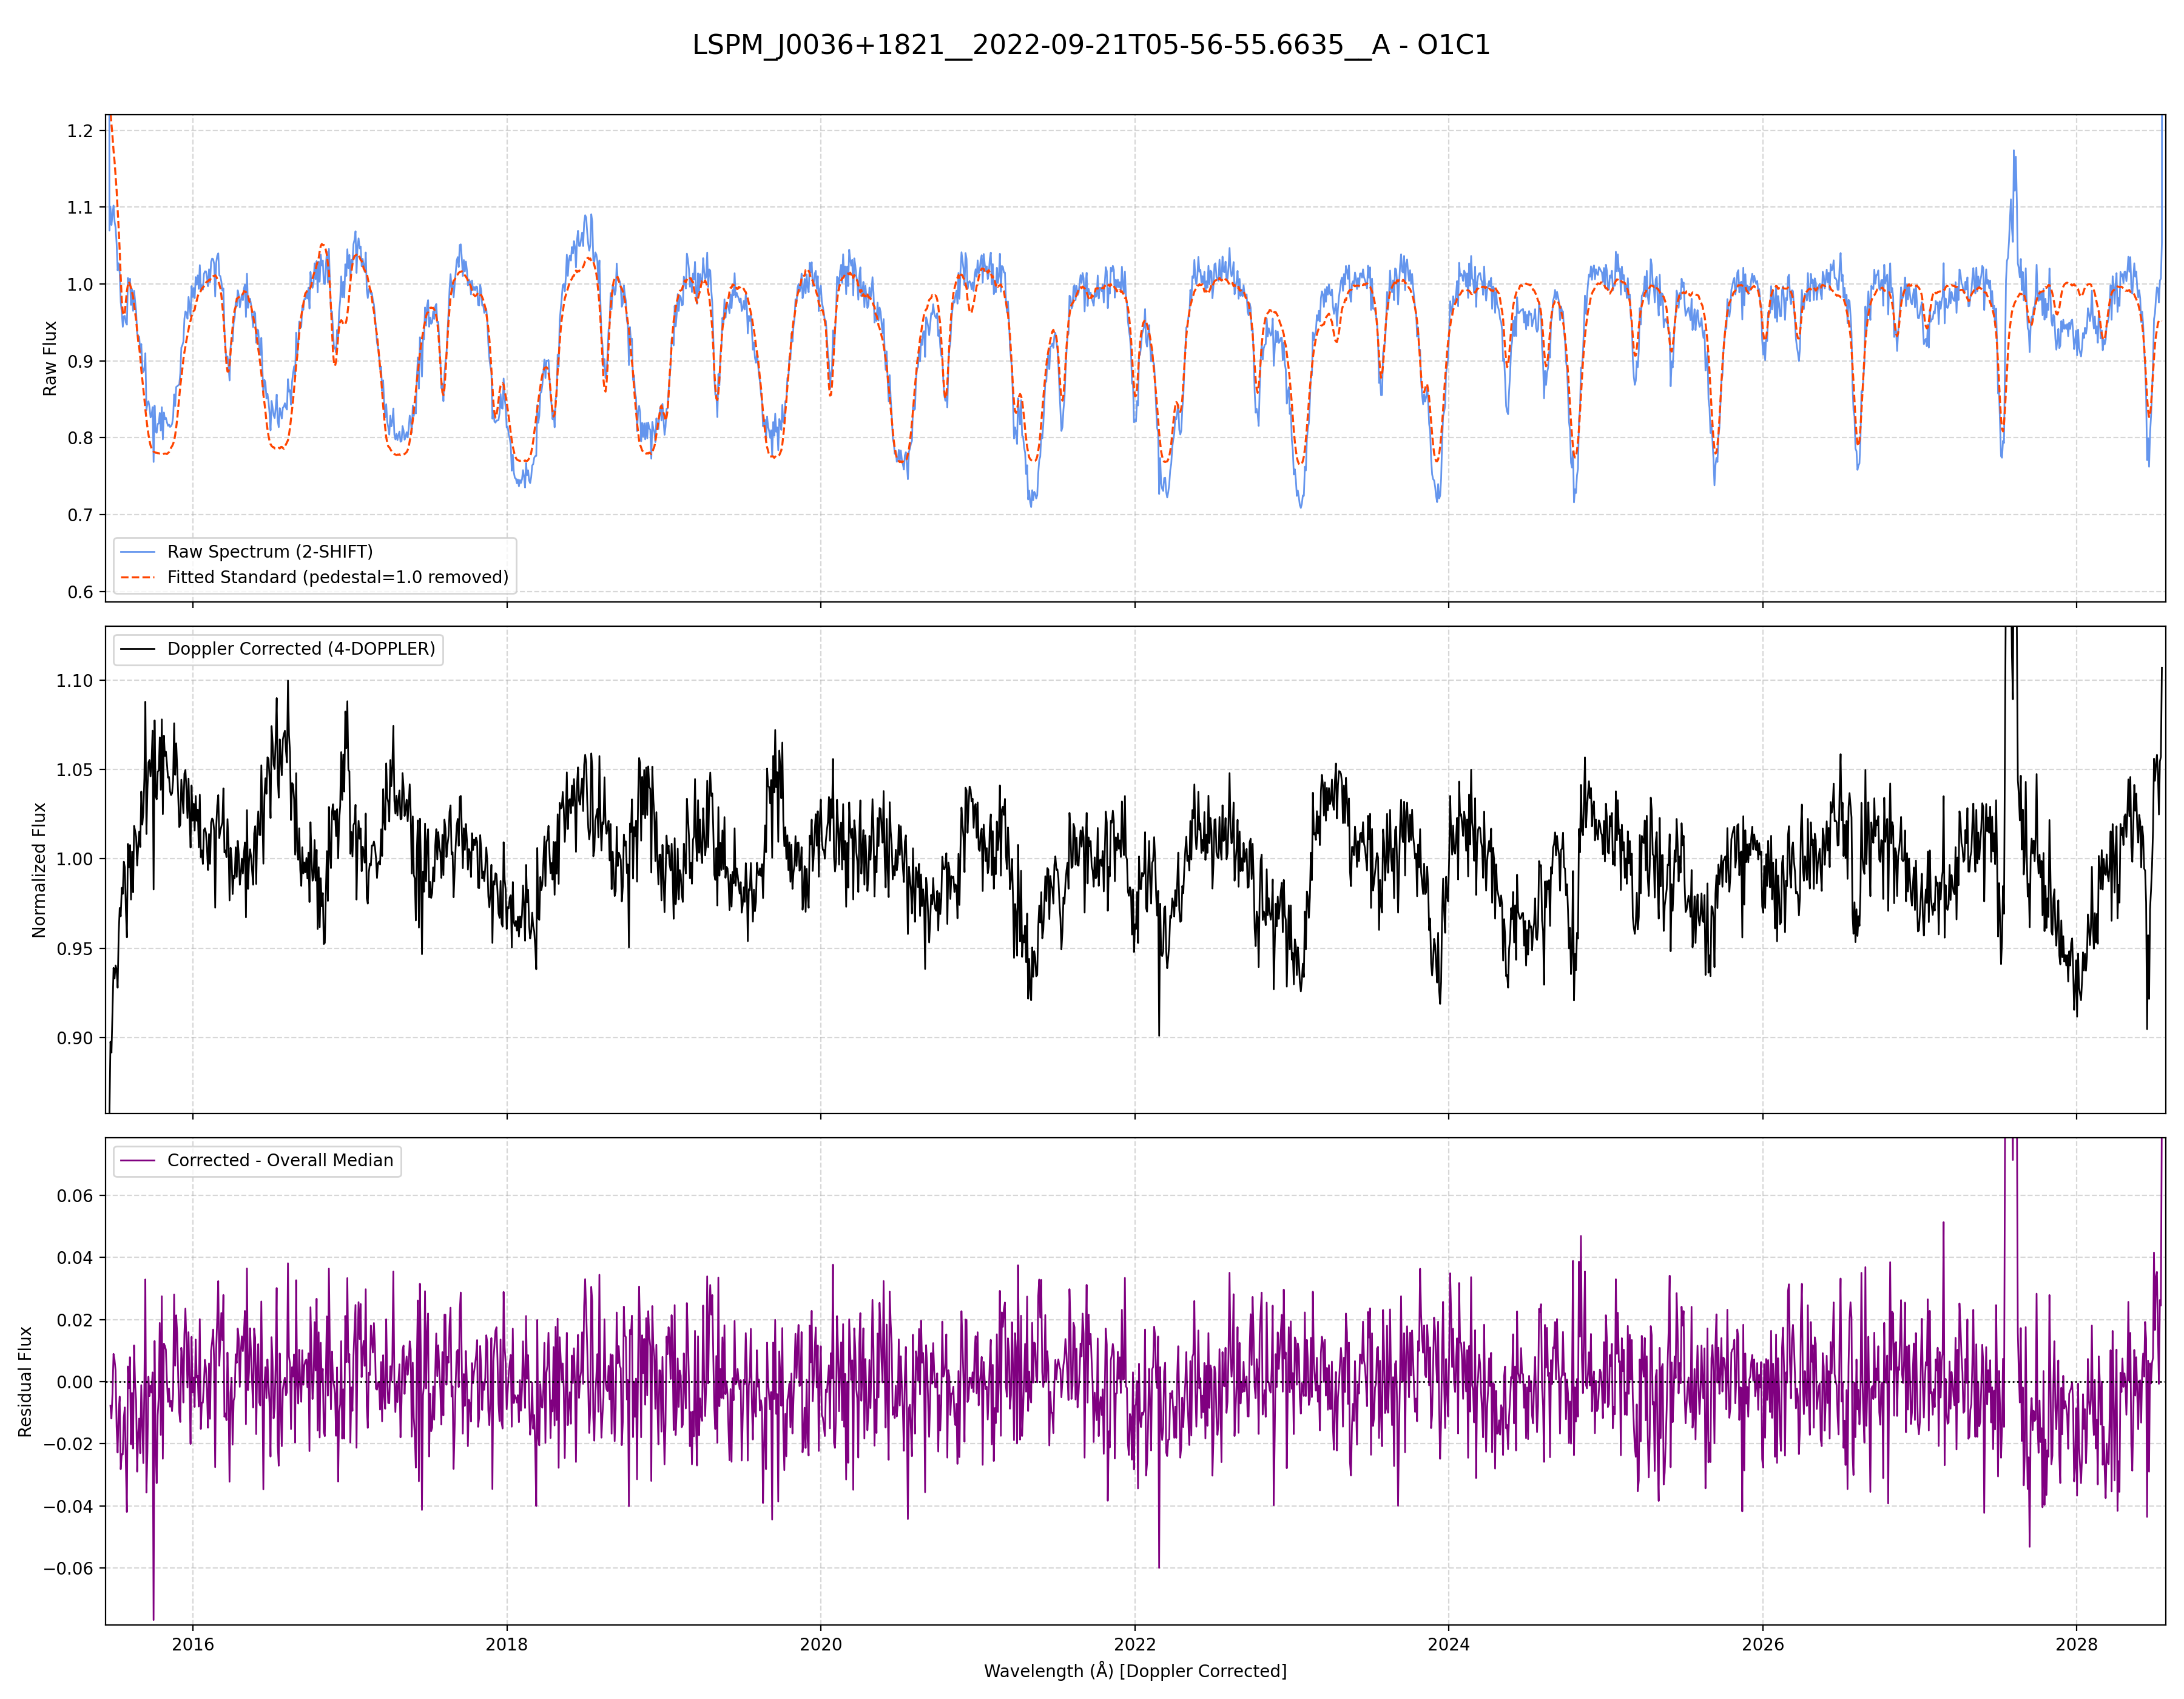 LSPM_J0036+1821__2022-09-21T05-56-55.6635__A - O1C1
1.2
1.1
1.0
0.9
0.8
0.7
0.6
Raw Flux
Raw Spectrum (2-SHIFT)
Fitted Standard (pedestal=1.0 removed)
Doppler Corrected (4-DOPPLER)
1.10
1.05
1.00
0.95
0.90
Normalized Flux
Corrected - Overall Median
0.06
0.04
0.02
0.00
−0.02
−0.04
−0.06
Residual Flux
2016 2018 2020 2022 2024 2026 2028
Wavelength (Å) [Doppler Corrected]